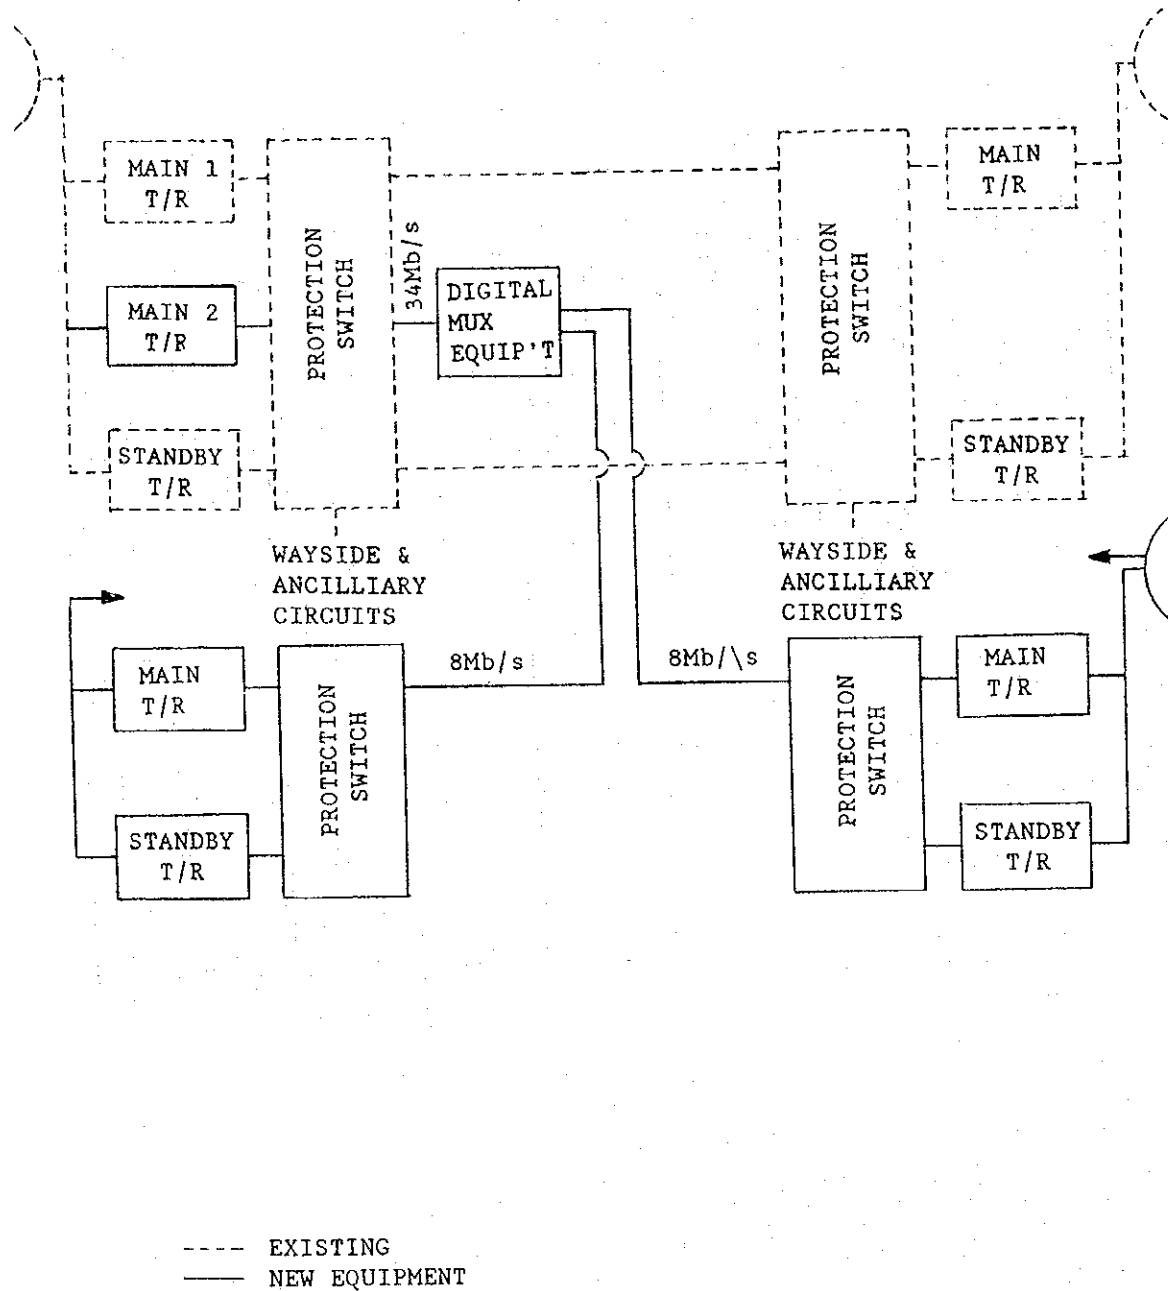 MAIN 1
T/R
MAIN
T/R
PROTECTION
SWITCH
34Mb/s
PROTECTION
SWITCH
MAIN 2
T/R
DIGITAL
MUX
EQUIP'T
STANDBY
T/R
STANDBY
T/R
WAYSIDE &
ANCILLIARY
CIRCUITS
WAYSIDE &
ANCILLIARY
CIRCUITS
MAIN
T/R
PROTECTION
SWITCH
8Mb/s
8Mb/\s
PROTECTION
SWITCH
MAIN
T/R
STANDBY
T/R
STANDBY
T/R
---- EXISTING
NEW EQUIPMENT